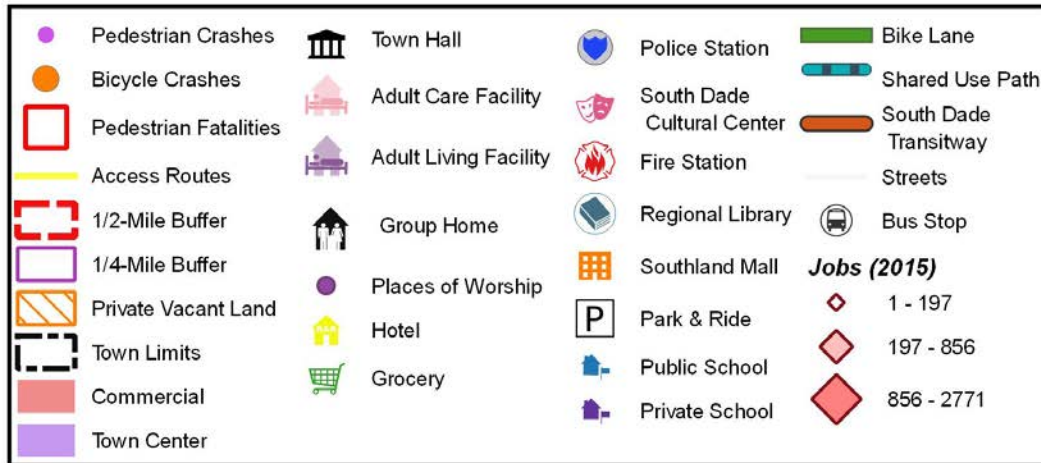 Pedestrian Crashes
Bicycle Crashes
Pedestrian Fatalities
Access Routes
1/2-Mile Buffer
1/4-Mile Buffer
Private Vacant Land
Town Limits
Commercial
Town Center
Town Hall
Adult Care Facility
Adult Living Facility
Group Home
Places of Worship
Hotel
Grocery
Police Station
South Dade
Cultural Center
Fire Station
Regional Library
Southland Mall
P
Park & Ride
Public School
Private School
Bike Lane
Shared Use Path
South Dade
Transitway
Streets
Bus Stop
Jobs (2015)
1 - 197
197 - 856
856 - 2771